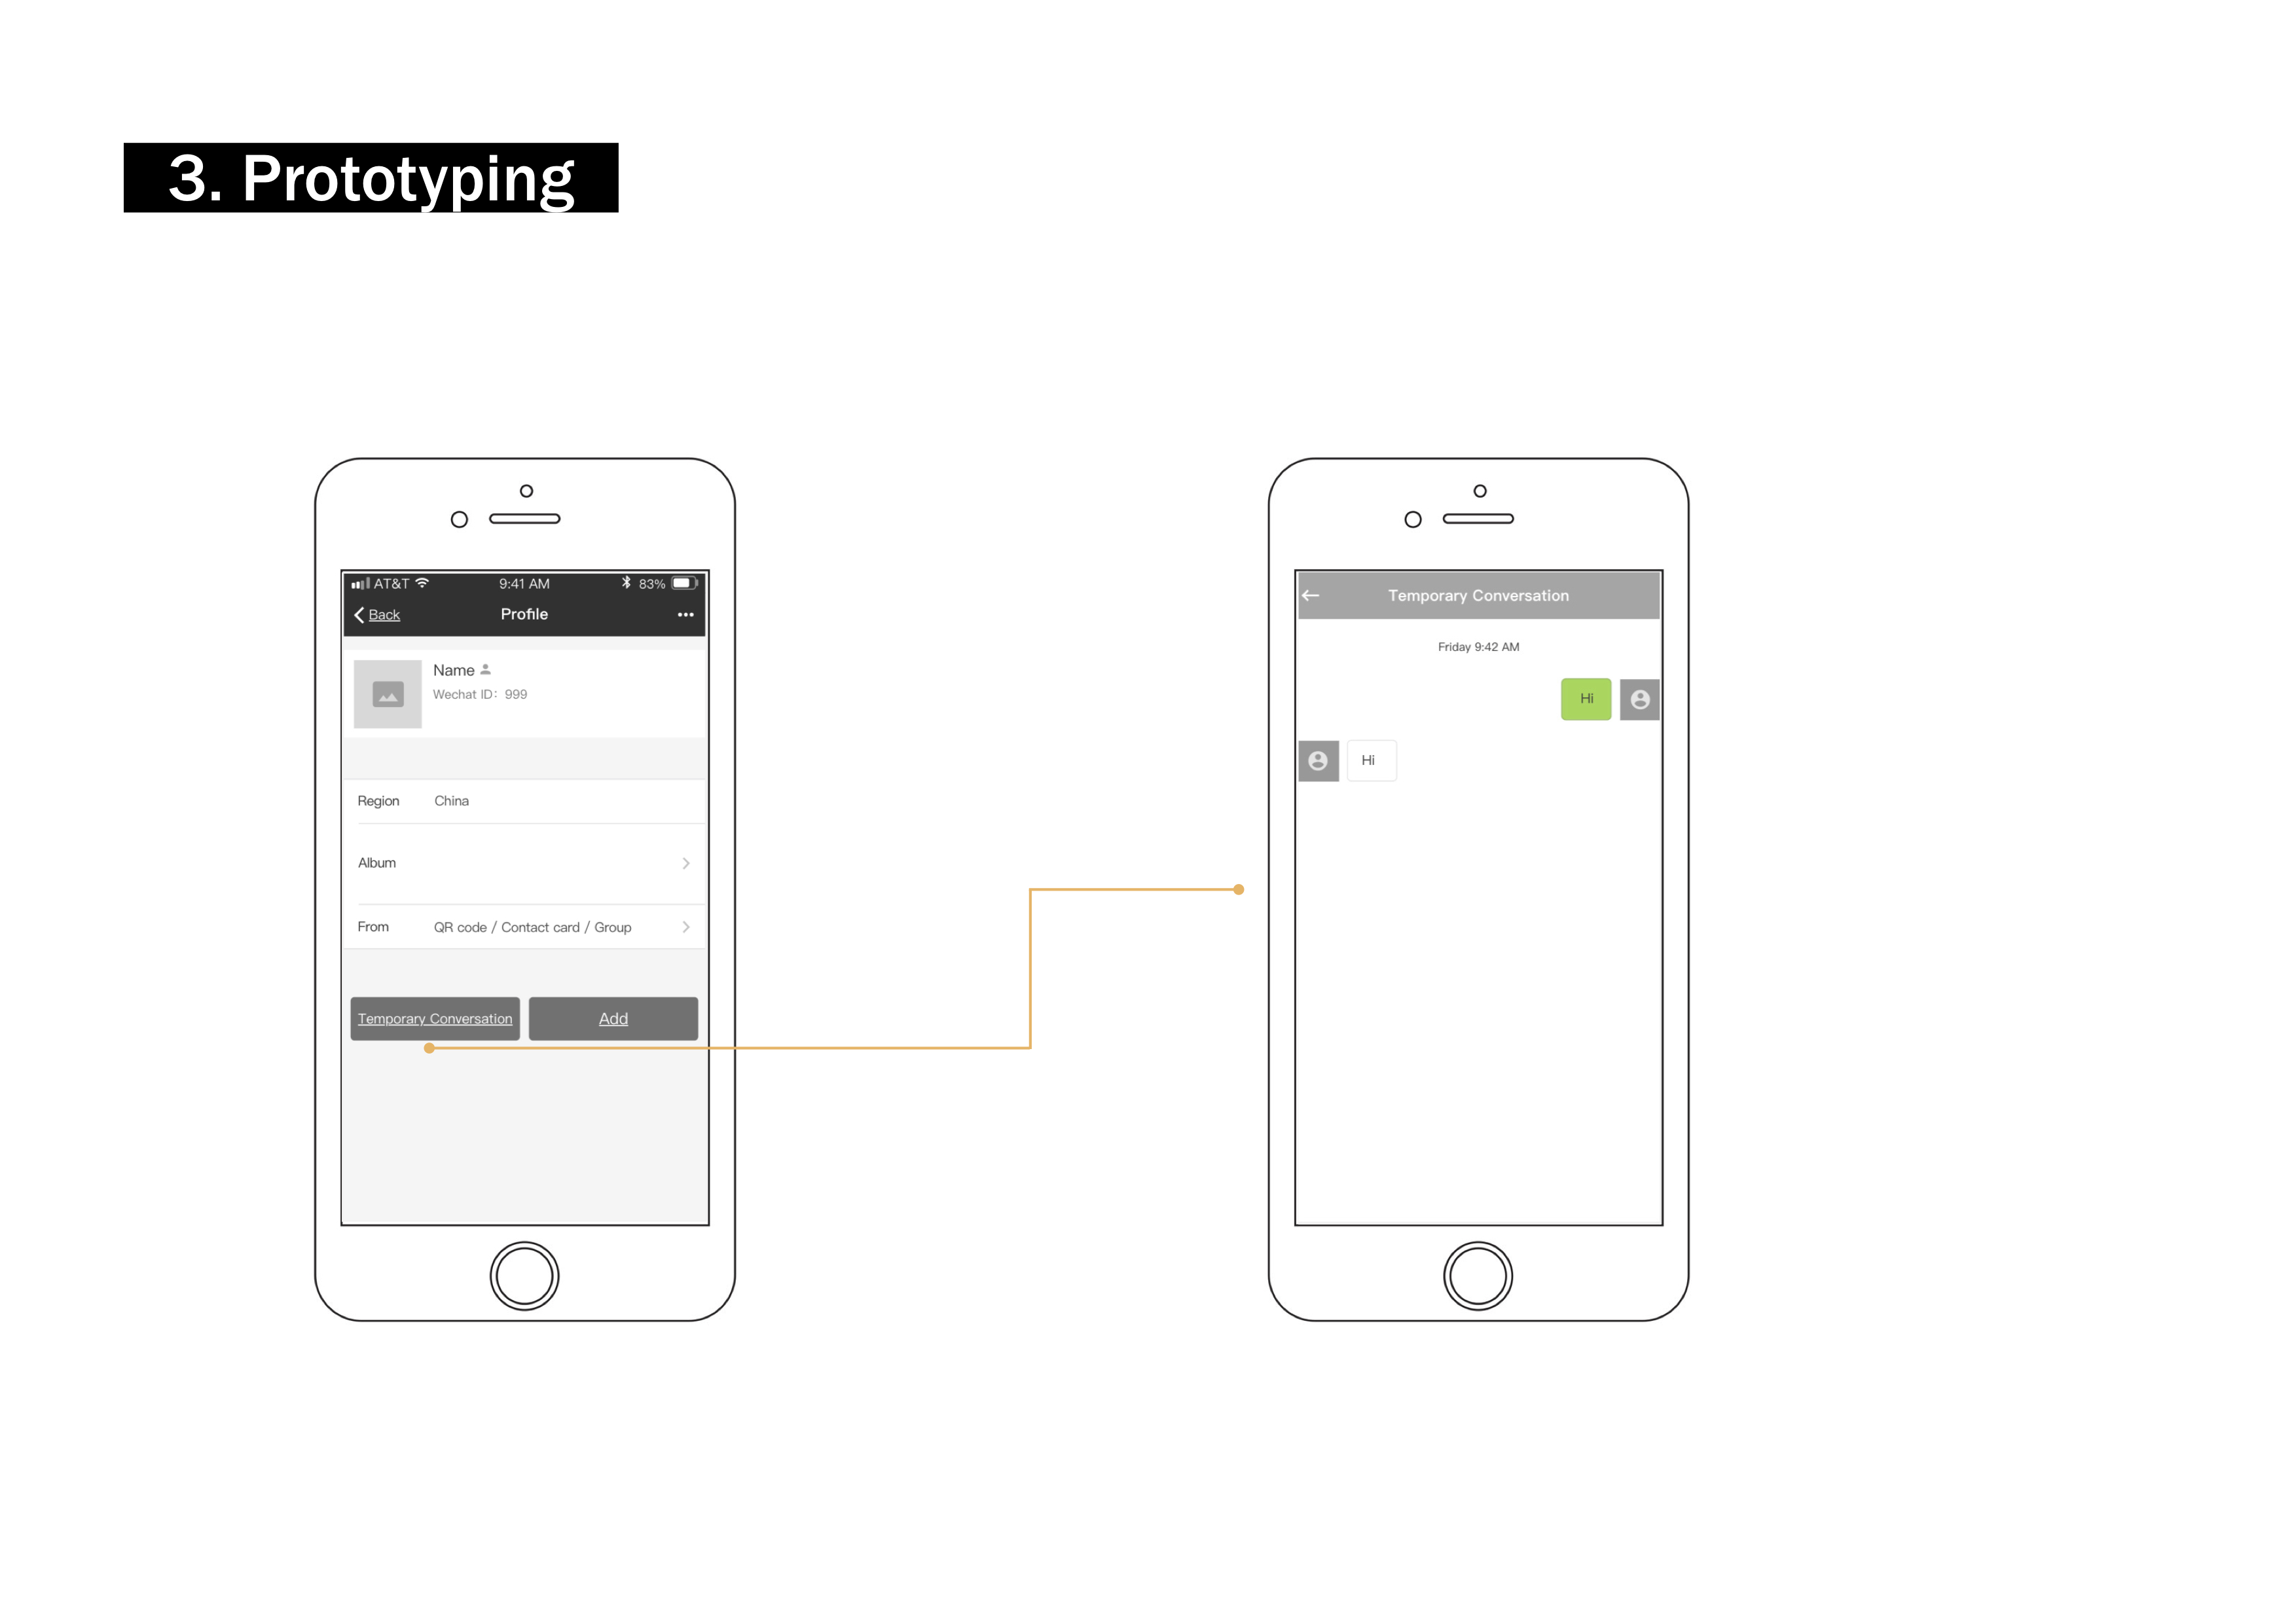 3. Prototyping
AT&T 9:41 AM 83%
Back Profile
Name
Wechat ID: 999
Region China
Album
From QR code / Contact card / Group
Temporary Conversation Add
Temporary Conversation
Friday 9:42 AM
Hi
Hi